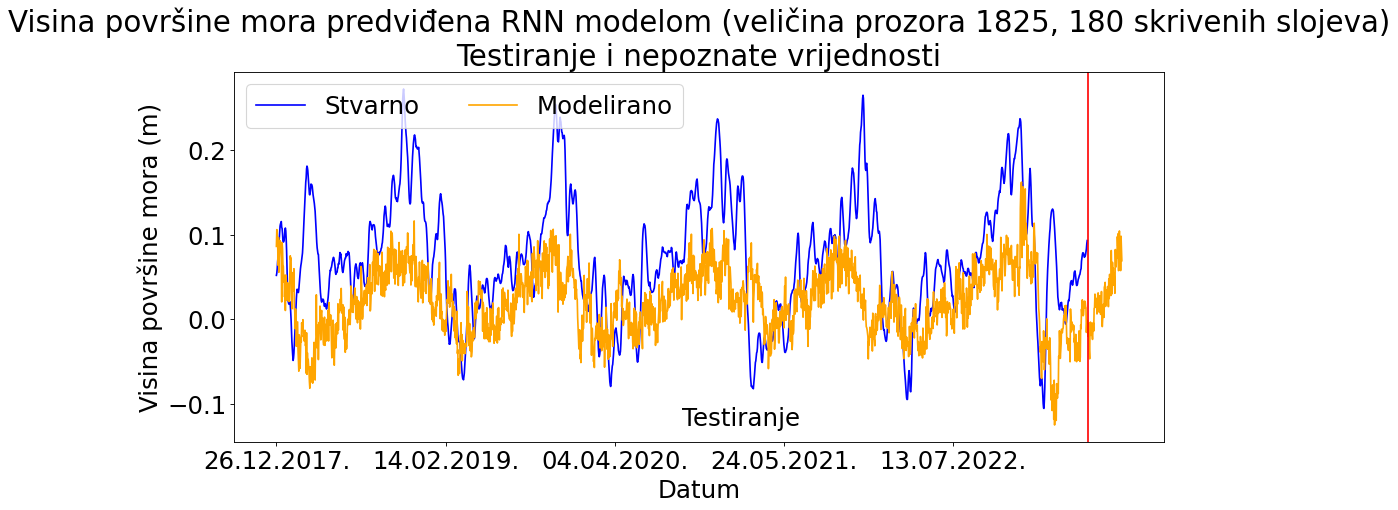 Visina površine mora predviđena RNN modelom (veličina prozora 1825, 180 skrivenih slojeva)
Testiranje i nepoznate vrijednosti
Stvarno
Modelirano
Visina površine mora (m)
0.2
0.1
0.0
−0.1
Testiranje
26.12.2017.
14.02.2019.
04.04.2020.
24.05.2021.
13.07.2022.
Datum